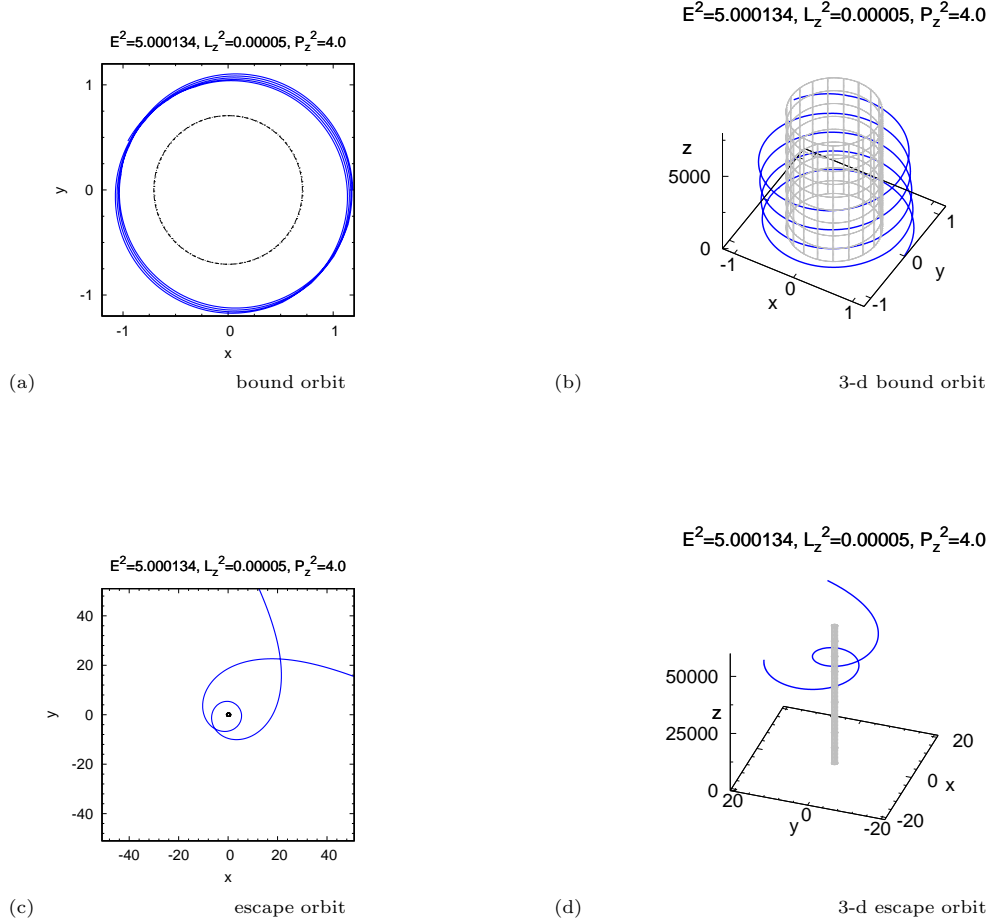 E²=5.000134, L_z²=0.00005, P_z²=4.0
1
0
-1
y
-1
0
1
x
(a)
bound orbit
E²=5.000134, L_z²=0.00005, P_z²=4.0
z
5000
0
-1
0
1
x
-1
0
1
y
(b)
3-d bound orbit
E²=5.000134, L_z²=0.00005, P_z²=4.0
40
20
0
-20
-40
y
-40
-20
0
20
40
x
(c)
escape orbit
E²=5.000134, L_z²=0.00005, P_z²=4.0
50000
z
25000
0
20
0
-20
y
-20
0
20
x
(d)
3-d escape orbit